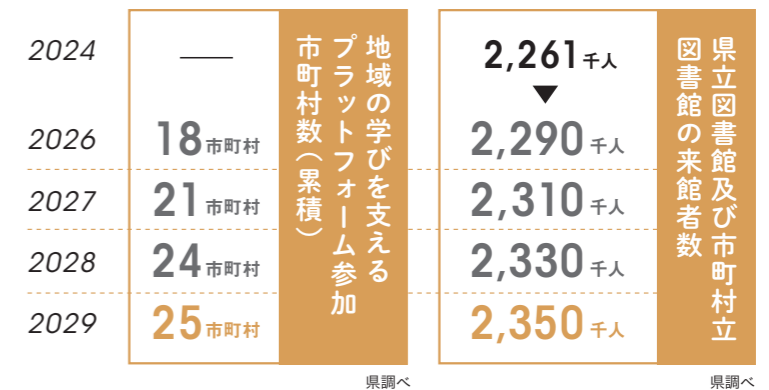 2024
2026
2027
2028
2029
地域の学びを支える
プラットフォーム参加
市町村数（累積）
——
18市町村
21市町村
24市町村
25市町村
県調べ
県立図書館及び市町村立
図書館の来館者数
2,261千人
▼
2,290千人
2,310千人
2,330千人
2,350千人
県調べ